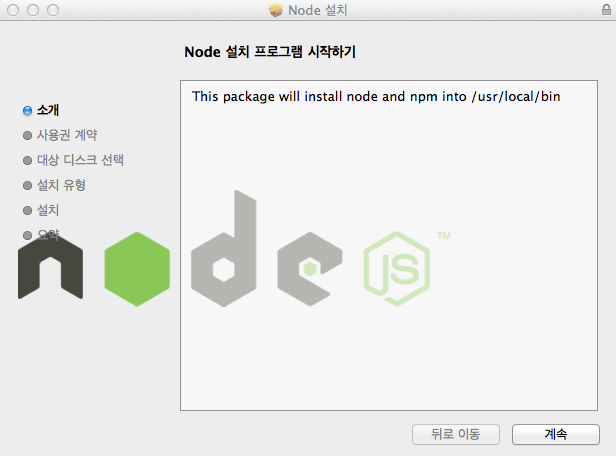 Node 설치
Node 설치 프로그램 시작하기
소개
사용권 계약
대상 디스크 선택
설치 유형
설치
요약
This package will install node and npm into /usr/local/bin
node
JS
TM
뒤로 이동
계속